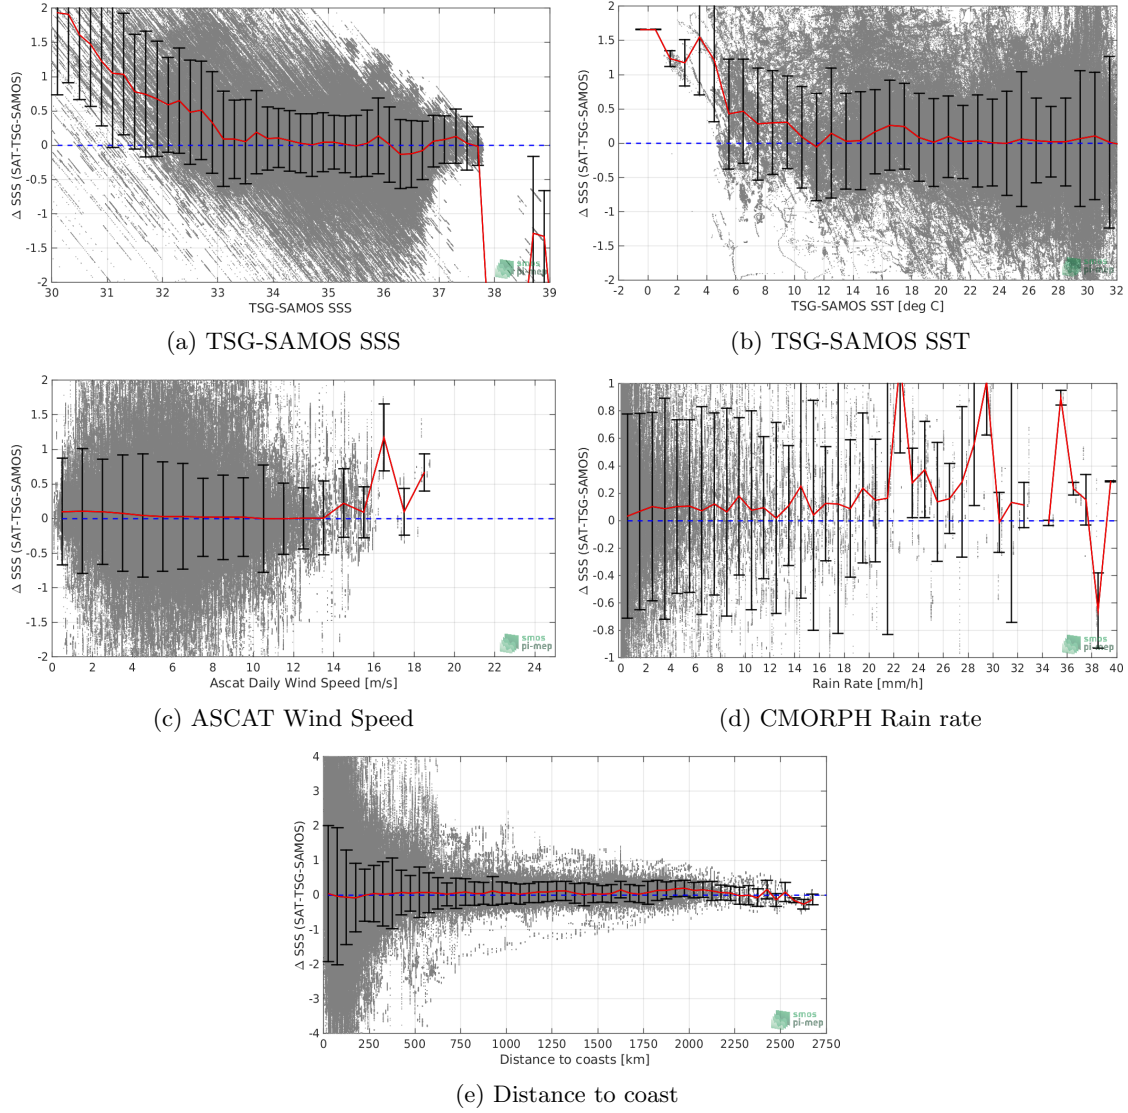 2
1.5
1
0.5
0
-0.5
-1
-1.5
-2
Δ SSS (SAT-TSG-SAMOS)
30 31 32 33 34 35 36 37 38 39
TSG-SAMOS SSS
smos
pi-mep
(a) TSG-SAMOS SSS
2
1.5
1
0.5
0
-0.5
-1
-1.5
-2
Δ SSS (SAT-TSG-SAMOS)
-2 0 2 4 6 8 10 12 14 16 18 20 22 24 26 28 30 32
TSG-SAMOS SST [deg C]
smos
pi-mep
(b) TSG-SAMOS SST
2
1.5
1
0.5
0
-0.5
-1
-1.5
-2
Δ SSS (SAT-TSG-SAMOS)
0 2 4 6 8 10 12 14 16 18 20 22 24
Ascat Daily Wind Speed [m/s]
smos
pi-mep
(c) ASCAT Wind Speed
1
0.8
0.6
0.4
0.2
0
-0.2
-0.4
-0.6
-0.8
-1
Δ SSS (SAT-TSG-SAMOS)
0 2 4 6 8 10 12 14 16 18 20 22 24 26 28 30 32 34 36 38 40
Rain Rate [mm/h]
smos
pi-mep
(d) CMORPH Rain rate
4
3
2
1
0
-1
-2
-3
-4
Δ SSS (SAT-TSG-SAMOS)
0 250 500 750 1000 1250 1500 1750 2000 2250 2500 2750
Distance to coasts [km]
smos
pi-mep
(e) Distance to coast